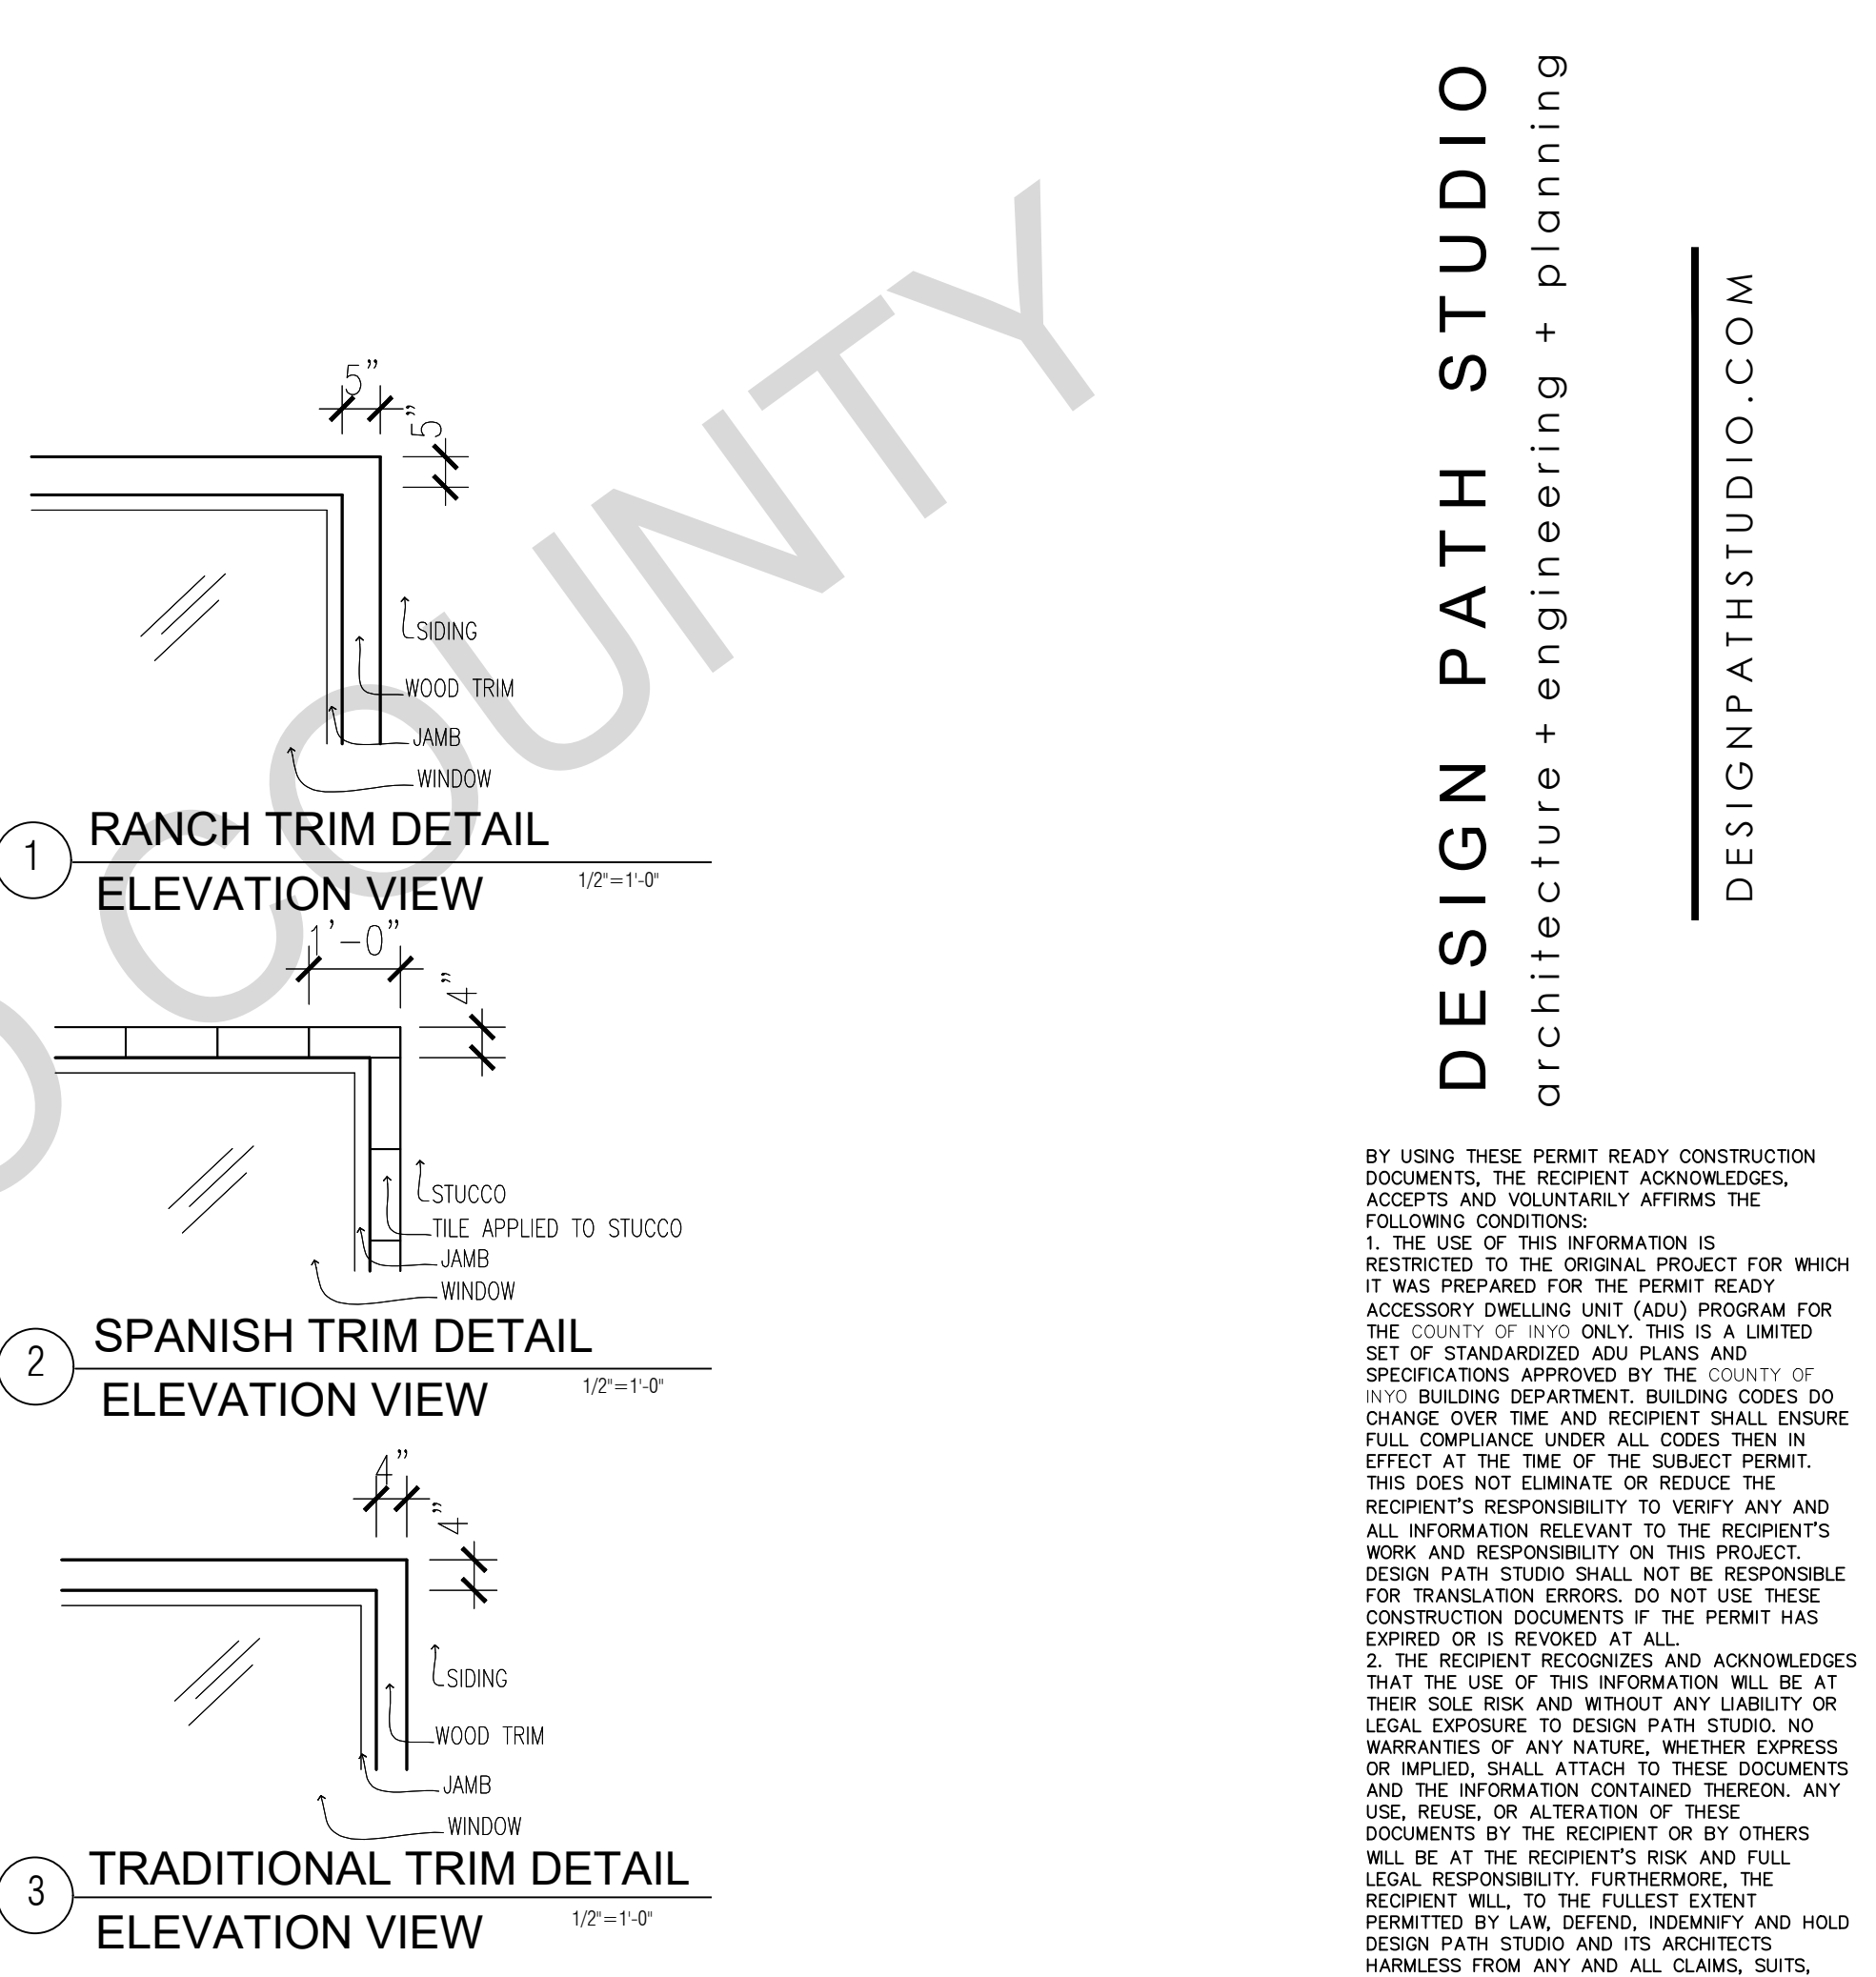 5"
5"
SIDING
WOOD TRIM
JAMB
WINDOW
1
RANCH TRIM DETAIL
ELEVATION VIEW
1/2"=1'-0"
1'-0"
4"
STUCCO
TILE APPLIED TO STUCCO
JAMB
WINDOW
2
SPANISH TRIM DETAIL
ELEVATION VIEW
1/2"=1'-0"
4"
4"
SIDING
WOOD TRIM
JAMB
WINDOW
3
TRADITIONAL TRIM DETAIL
ELEVATION VIEW
1/2"=1'-0"
O COUNTY
DESIGN PATH STUDIO
architecture + engineering + planning
DESIGNPATHSTUDIO.COM
BY USING THESE PERMIT READY CONSTRUCTION
DOCUMENTS, THE RECIPIENT ACKNOWLEDGES,
ACCEPTS AND VOLUNTARILY AFFIRMS THE
FOLLOWING CONDITIONS:
1. THE USE OF THIS INFORMATION IS
RESTRICTED TO THE ORIGINAL PROJECT FOR WHICH
IT WAS PREPARED FOR THE PERMIT READY
ACCESSORY DWELLING UNIT (ADU) PROGRAM FOR
THE COUNTY OF INYO ONLY. THIS IS A LIMITED
SET OF STANDARDIZED ADU PLANS AND
SPECIFICATIONS APPROVED BY THE COUNTY OF
INYO BUILDING DEPARTMENT. BUILDING CODES DO
CHANGE OVER TIME AND RECIPIENT SHALL ENSURE
FULL COMPLIANCE UNDER ALL CODES THEN IN
EFFECT AT THE TIME OF THE SUBJECT PERMIT.
THIS DOES NOT ELIMINATE OR REDUCE THE
RECIPIENT'S RESPONSIBILITY TO VERIFY ANY AND
ALL INFORMATION RELEVANT TO THE RECIPIENT'S
WORK AND RESPONSIBILITY ON THIS PROJECT.
DESIGN PATH STUDIO SHALL NOT BE RESPONSIBLE
FOR TRANSLATION ERRORS. DO NOT USE THESE
CONSTRUCTION DOCUMENTS IF THE PERMIT HAS
EXPIRED OR IS REVOKED AT ALL.
2. THE RECIPIENT RECOGNIZES AND ACKNOWLEDGES
THAT THE USE OF THIS INFORMATION WILL BE AT
THEIR SOLE RISK AND WITHOUT ANY LIABILITY OR
LEGAL EXPOSURE TO DESIGN PATH STUDIO. NO
WARRANTIES OF ANY NATURE, WHETHER EXPRESS
OR IMPLIED, SHALL ATTACH TO THESE DOCUMENTS
AND THE INFORMATION CONTAINED THEREON. ANY
USE, REUSE, OR ALTERATION OF THESE
DOCUMENTS BY THE RECIPIENT OR BY OTHERS
WILL BE AT THE RECIPIENT'S RISK AND FULL
LEGAL RESPONSIBILITY. FURTHERMORE, THE
RECIPIENT WILL, TO THE FULLEST EXTENT
PERMITTED BY LAW, DEFEND, INDEMNIFY AND HOLD
DESIGN PATH STUDIO AND ITS ARCHITECTS
HARMLESS FROM ANY AND ALL CLAIMS, SUITS,